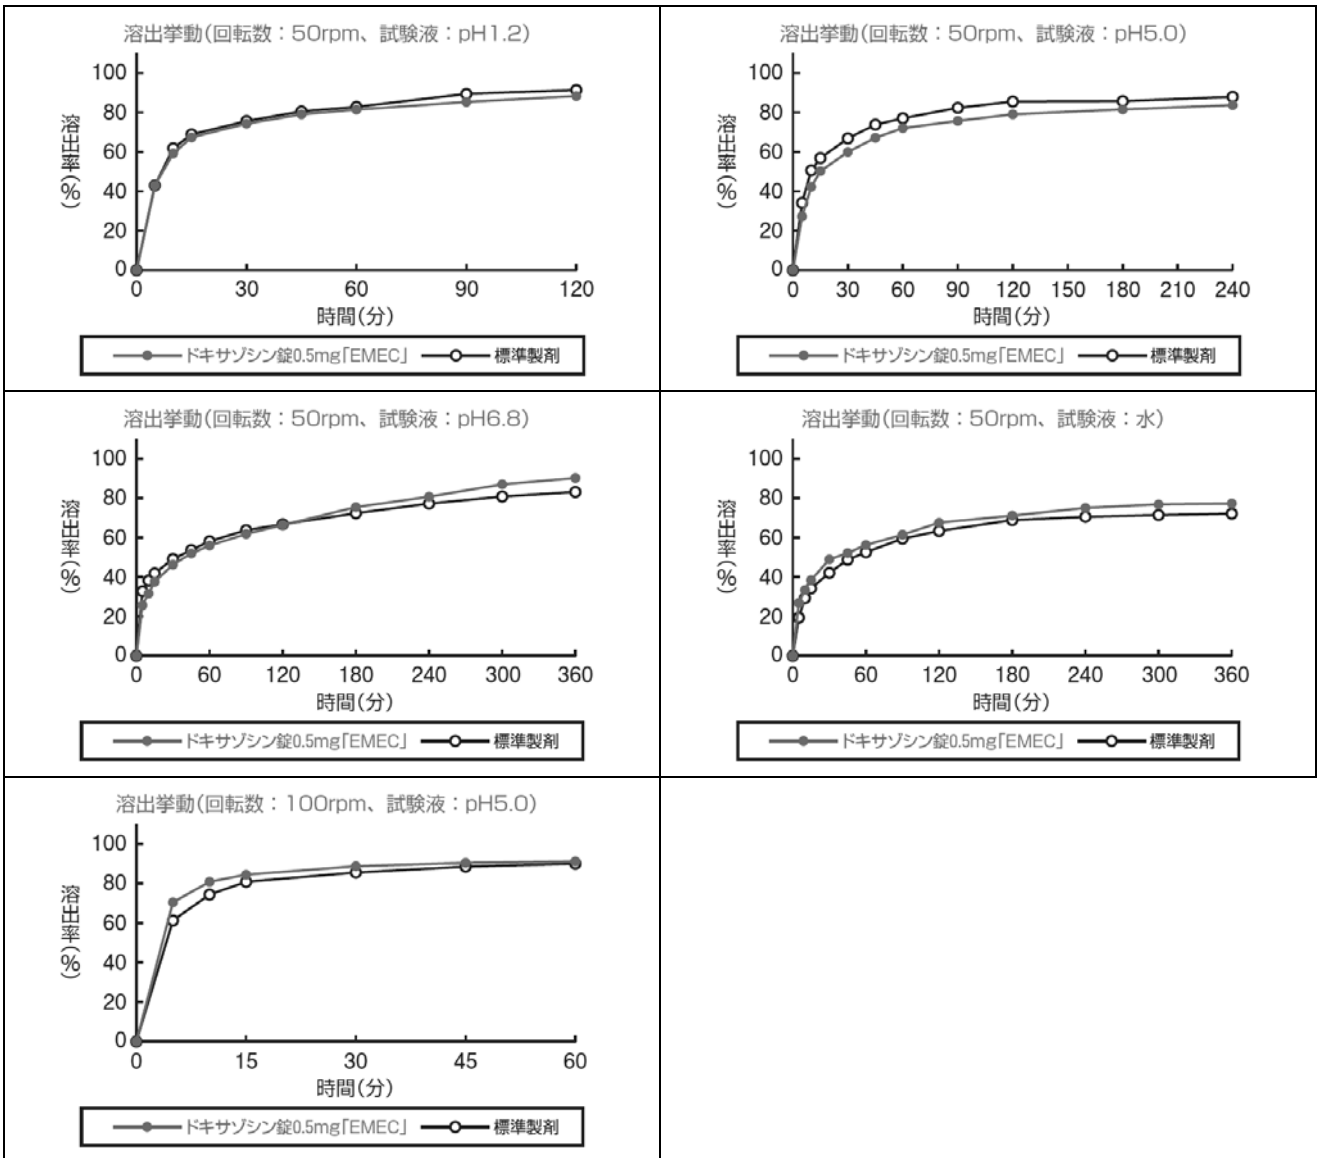 溶出挙動(回転数：50rpm、試験液：pH1.2)
100
80
60
40
20
0
溶出率(%)
0 30 60 90 120
時間(分)
ドキサゾシン錠0.5mg「EMEC」 標準製剤
溶出挙動(回転数：50rpm、試験液：pH5.0)
100
80
60
40
20
0
溶出率(%)
0 30 60 90 120 150 180 210 240
時間(分)
ドキサゾシン錠0.5mg「EMEC」 標準製剤
溶出挙動(回転数：50rpm、試験液：pH6.8)
100
80
60
40
20
0
溶出率(%)
0 60 120 180 240 300 360
時間(分)
ドキサゾシン錠0.5mg「EMEC」 標準製剤
溶出挙動(回転数：50rpm、試験液：水)
100
80
60
40
20
0
溶出率(%)
0 60 120 180 240 300 360
時間(分)
ドキサゾシン錠0.5mg「EMEC」 標準製剤
溶出挙動(回転数：100rpm、試験液：pH5.0)
100
80
60
40
20
0
溶出率(%)
0 15 30 45 60
時間(分)
ドキサゾシン錠0.5mg「EMEC」 標準製剤